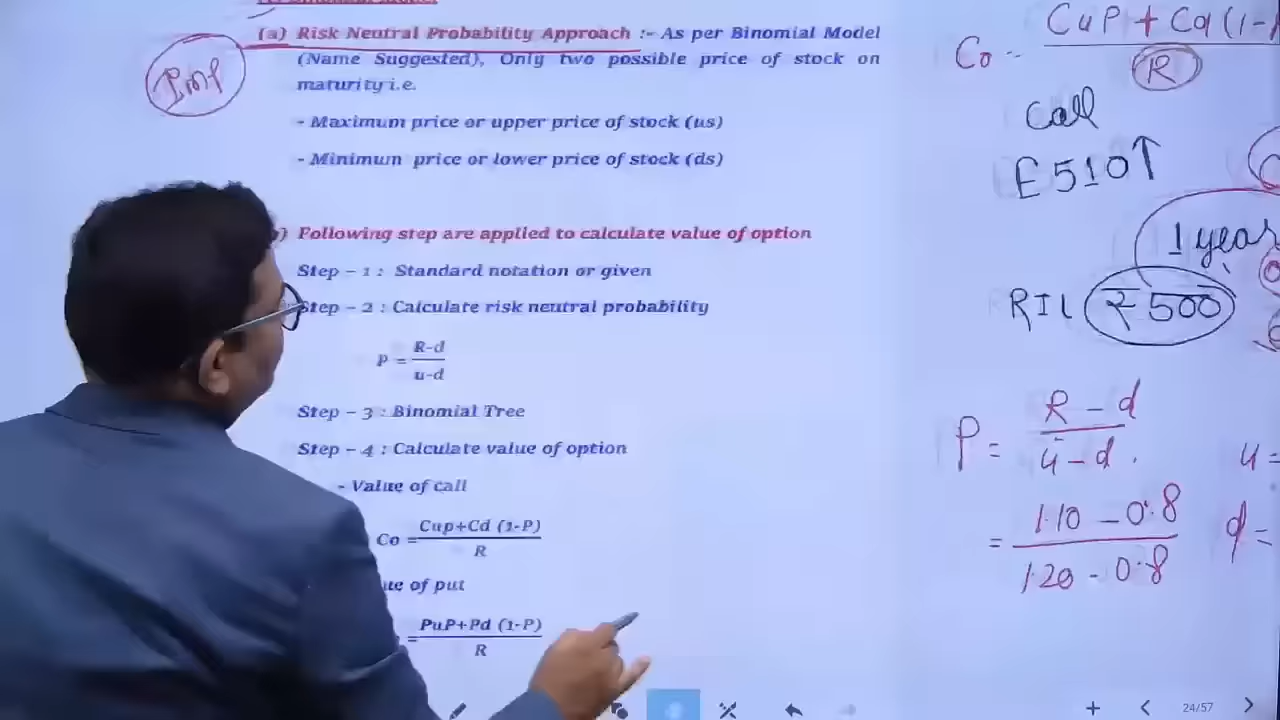 (a) Risk Neutral Probability Approach :- As per Binomial Model
(Name Suggested), Only two possible price of stock on
maturity i.e.
- Maximum price or upper price of stock (us)
- Minimum price or lower price of stock (ds)
) Following step are applied to calculate value of option
Step - 1 : Standard notation or given
Step - 2 : Calculate risk neutral probability
P = R-d
u-d
Step - 3 : Binomial Tree
Step - 4 : Calculate value of option
- Value of call
Co = Cup+Cd (1-P)
R
of put
= PuP+Pd (1-P)
R
Imp
Co = CuP + Cd (1-
R
Call
E 510 ↑
1 year
RIL ₹ 500
P = R - d
u - d .
= 1.10 - 0.8
1.20 - 0.8
u =
d =
24/57